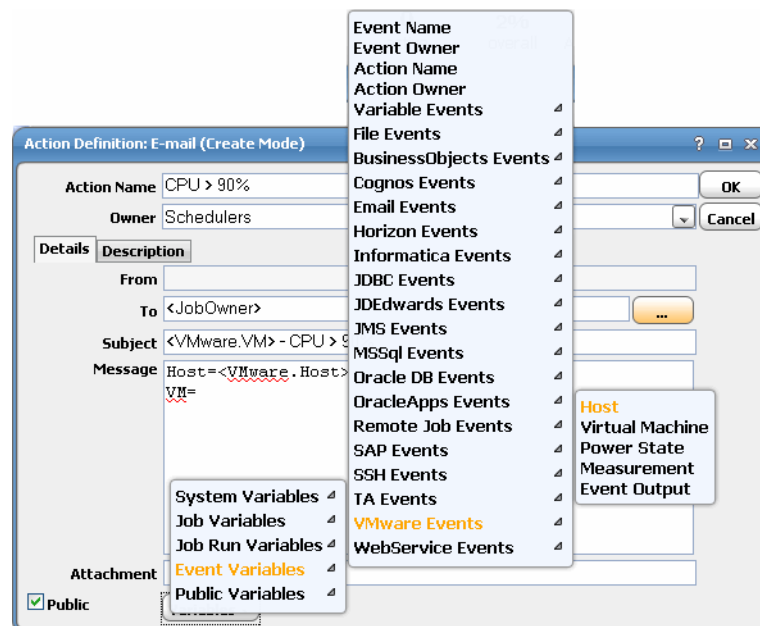 Event Name
Event Owner
Action Name
Action Owner
Variable Events
File Events
BusinessObjects Events
Cognos Events
Email Events
Horizon Events
Informatica Events
JDBC Events
JDEdwards Events
JMS Events
MSSql Events
Oracle DB Events
OracleApps Events
Remote Job Events
SAP Events
SSH Events
TA Events
VMware Events
WebService Events
Action Definition: E-mail (Create Mode)
?
Action Name CPU > 90%
OK
Owner Schedulers
Cancel
Details Description
From
To <JobOwner>
...
Subject <VMware.VM> - CPU > 9
Message Host=<VMware.Host>
VM=
Host
Virtual Machine
Power State
Measurement
Event Output
System Variables
Job Variables
Job Run Variables
Event Variables
Public Variables
Attachment
Public